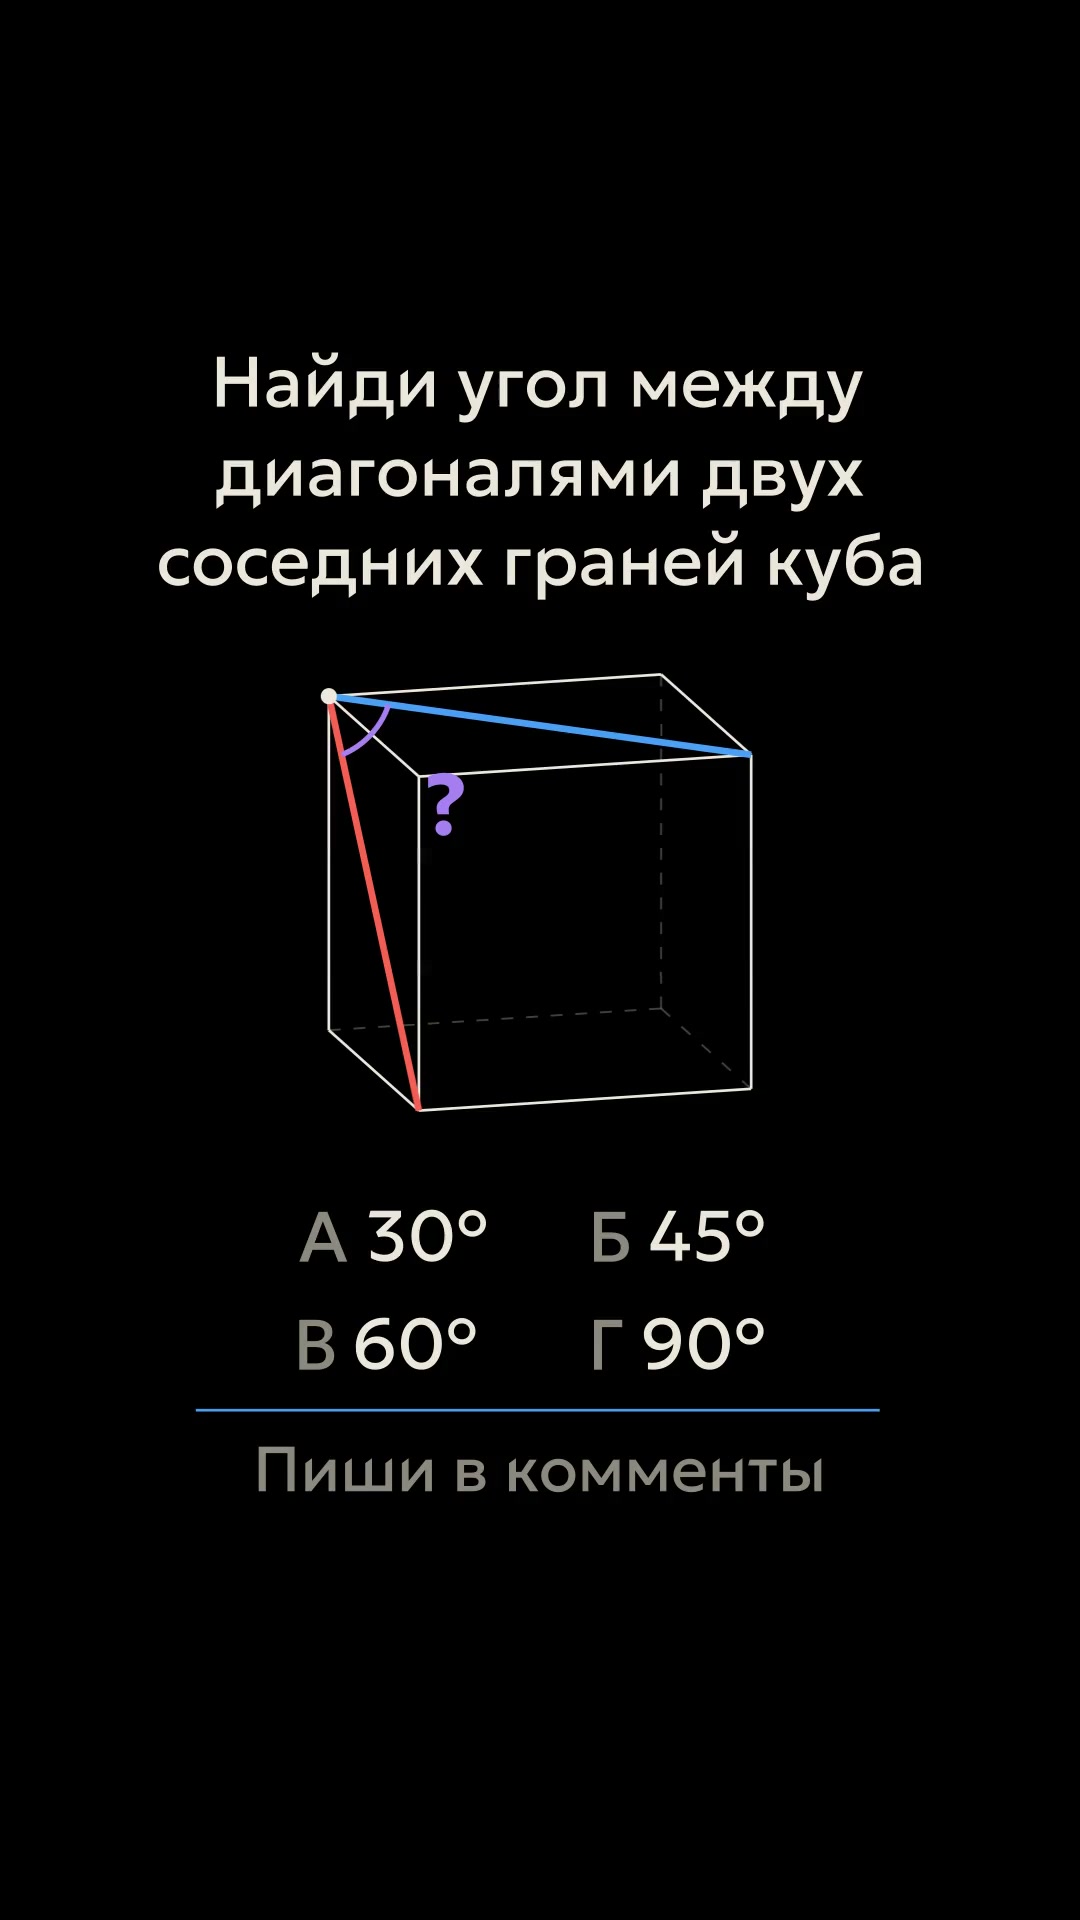 Найди угол между
диагоналями двух
соседних граней куба
?
А 30° Б 45°
В 60° Г 90°
Пиши в комменты